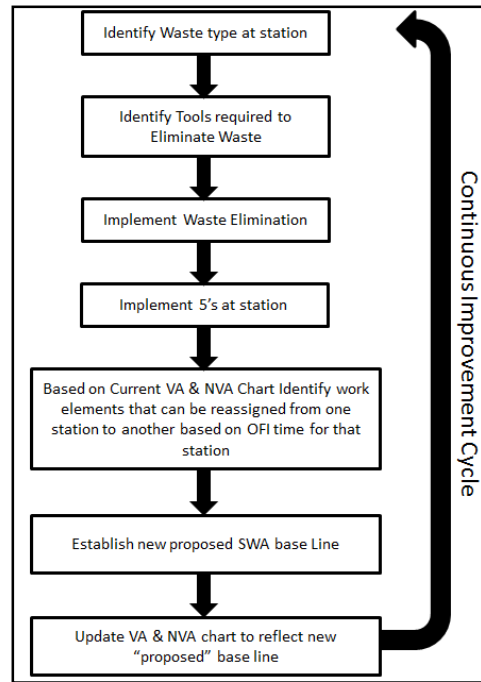 Identify Waste type at station
Identify Tools required to
Eliminate Waste
Implement Waste Elimination
Implement 5's at station
Based on Current VA & NVA Chart Identify work
elements that can be reassigned from one
station to another based on OFI time for that
station
Establish new proposed SWA base Line
Update VA & NVA chart to reflect new
“proposed” base line
Continuous Improvement Cycle